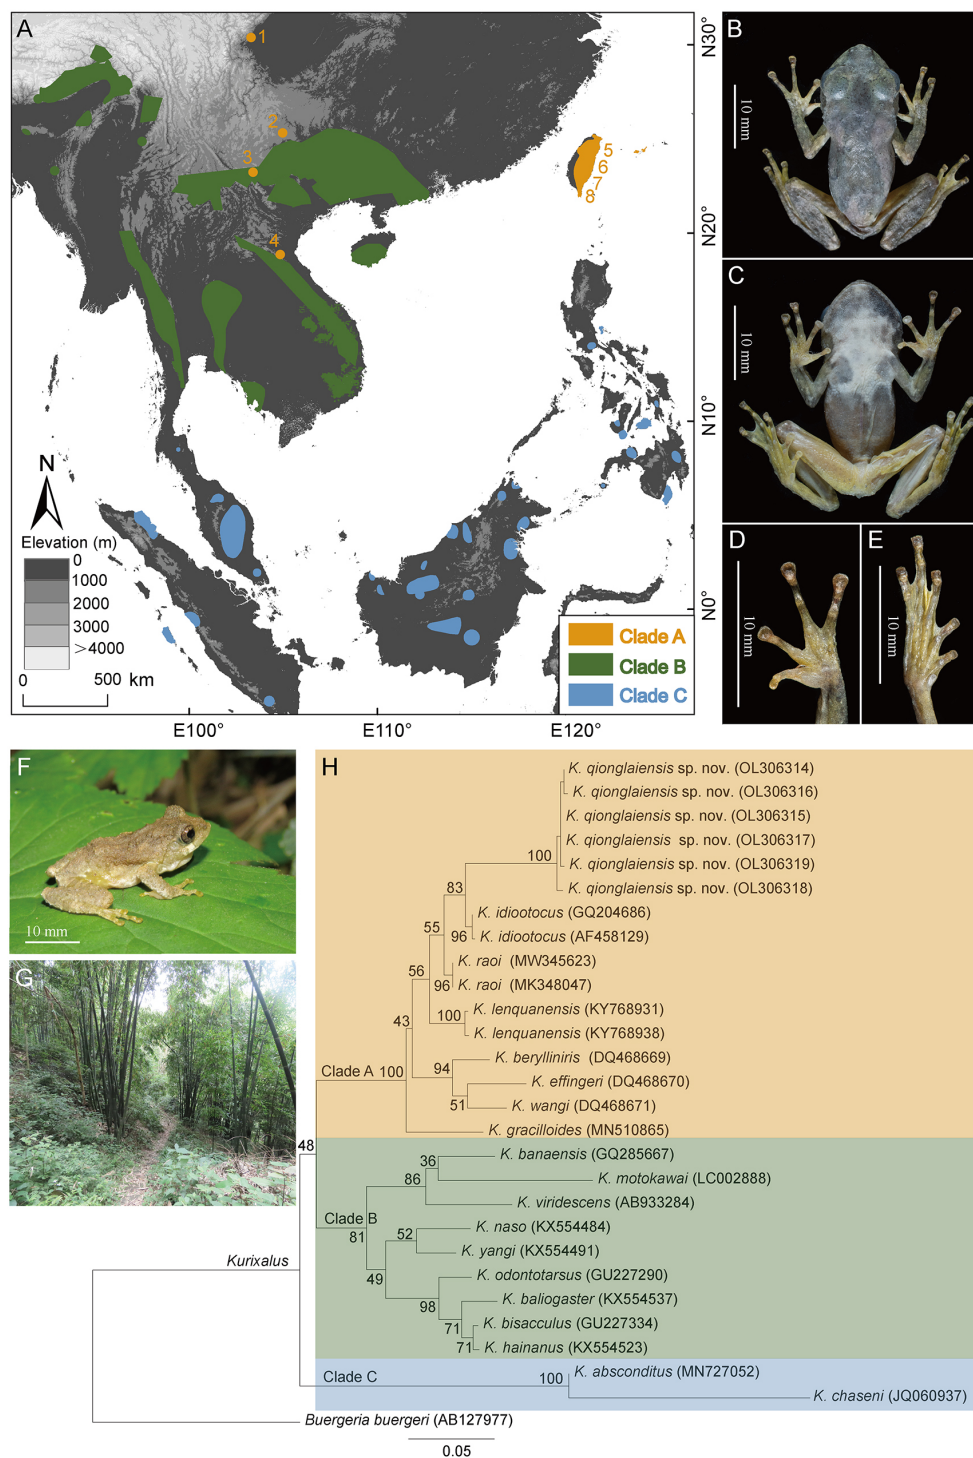 A
1
2
3
4
5
6
7
8
N30°
N20°
N10°
N0°
E100°
E110°
E120°
N
Elevation (m)
0
1000
2000
3000
>4000
0 500 km
Clade A
Clade B
Clade C
B
10 mm
C
10 mm
D
10 mm
E
10 mm
F
10 mm
G
H
K. qionglaiensis sp. nov. (OL306314)
K. qionglaiensis sp. nov. (OL306316)
K. qionglaiensis sp. nov. (OL306315)
K. qionglaiensis sp. nov. (OL306317)
K. qionglaiensis sp. nov. (OL306319)
100
K. qionglaiensis sp. nov. (OL306318)
83
K. idiootocus (GQ204686)
55
96 K. idiootocus (AF458129)
K. raoi (MW345623)
56
96 K. raoi (MK348047)
K. lenquanensis (KY768931)
100
43
K. lenquanensis (KY768938)
K. berylliniris (DQ468669)
94
Clade A 100
K. effingeri (DQ468670)
51 K. wangi (DQ468671)
K. gracilloides (MN510865)
48
K. banaensis (GQ285667)
36
86
K. motokawai (LC002888)
K. viridescens (AB933284)
Clade B
81
K. naso (KX554484)
52
K. yangi (KX554491)
Kurixalus
49
K. odontotarsus (GU227290)
98
K. baliogaster (KX554537)
71
K. bisacculus (GU227334)
71 K. hainanus (KX554523)
Clade C 100
K. absconditus (MN727052)
K. chaseni (JQ060937)
Buergeria buergeri (AB127977)
0.05